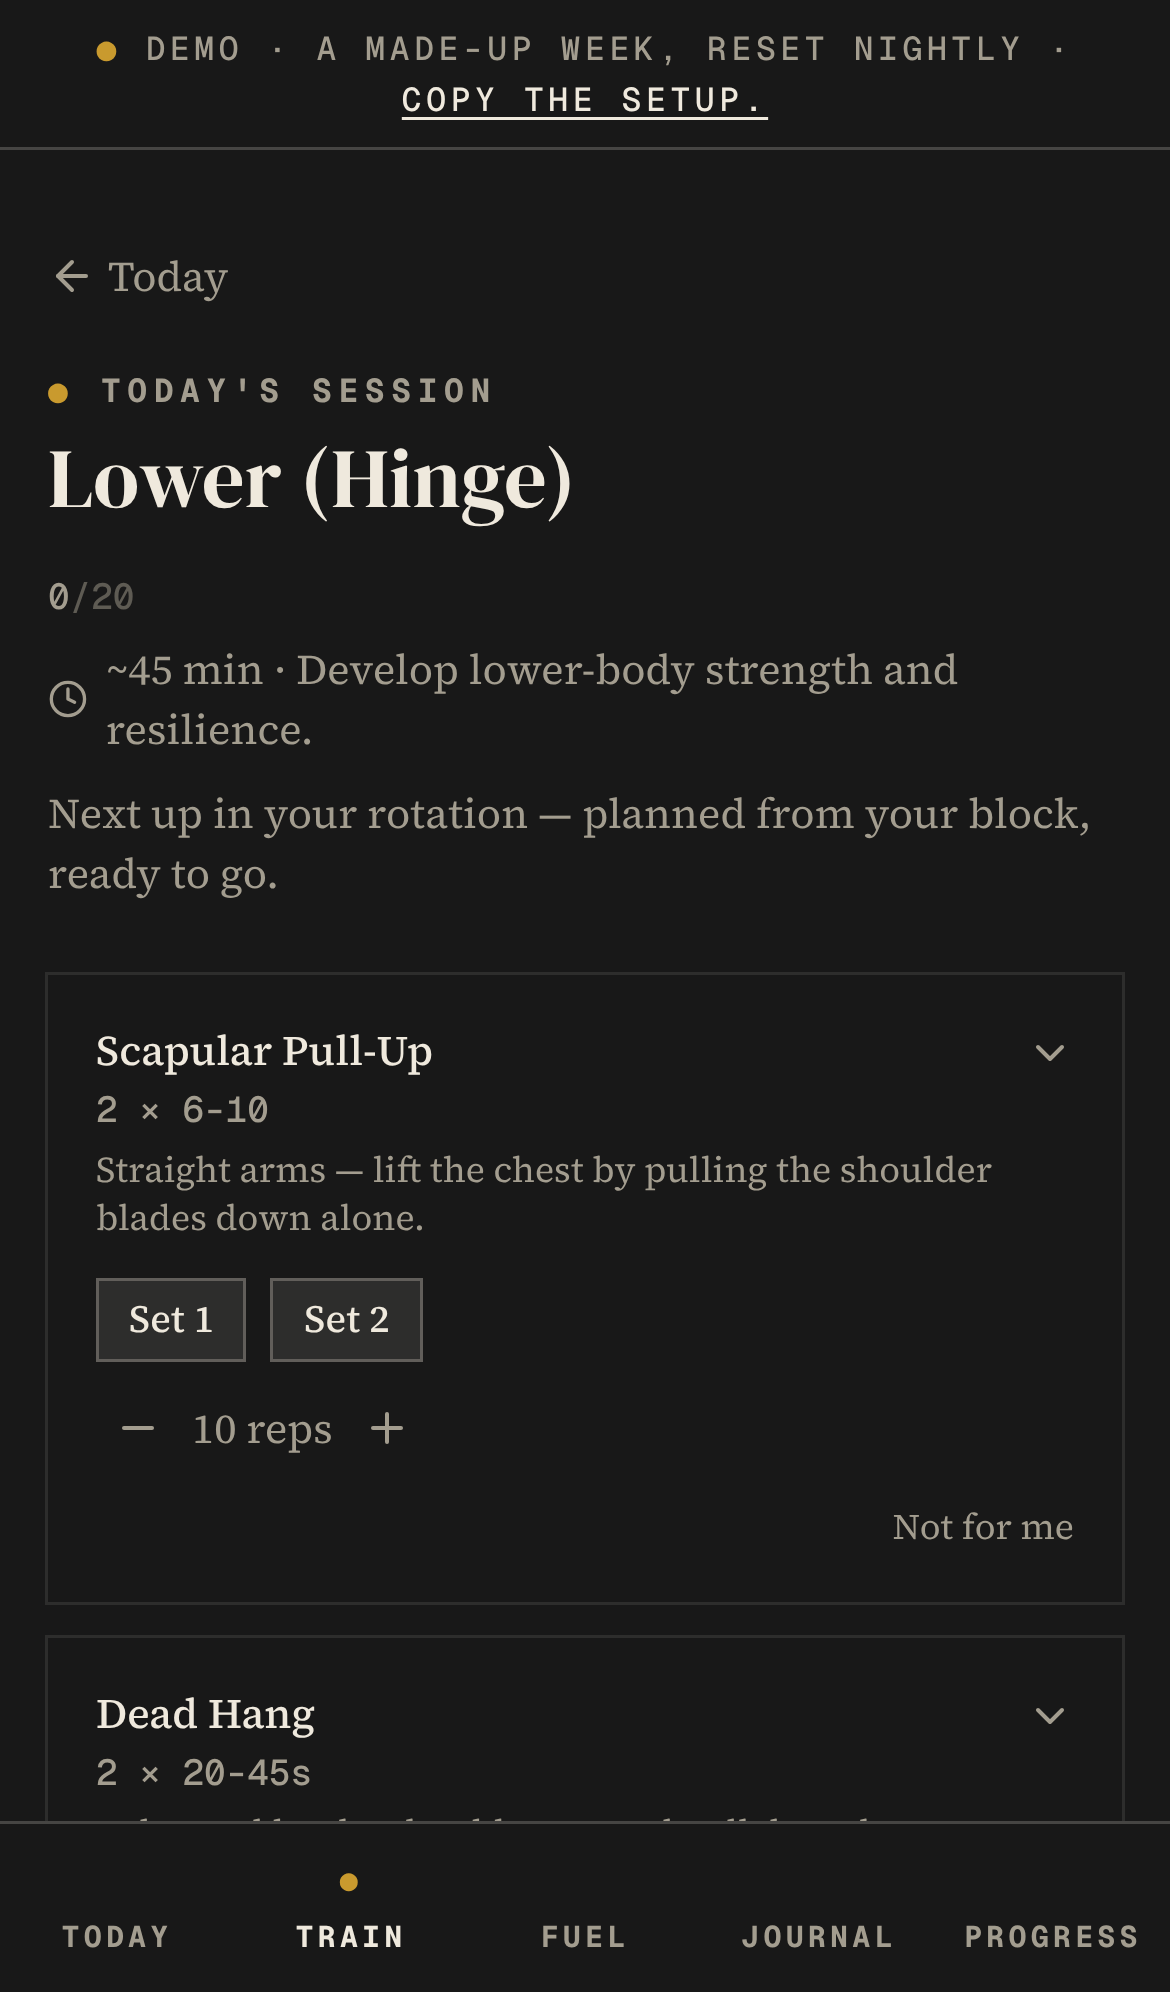 DEMO · A MADE-UP WEEK, RESET NIGHTLY ·
COPY THE SETUP.
Today
TODAY'S SESSION
Lower (Hinge)
0/20
~45 min · Develop lower-body strength and
resilience.
Next up in your rotation — planned from your block,
ready to go.
Scapular Pull-Up
2 × 6-10
Straight arms — lift the chest by pulling the shoulder
blades down alone.
Set 1 Set 2
10 reps
Not for me
Dead Hang
2 × 20-45s
TODAY TRAIN FUEL JOURNAL PROGRESS